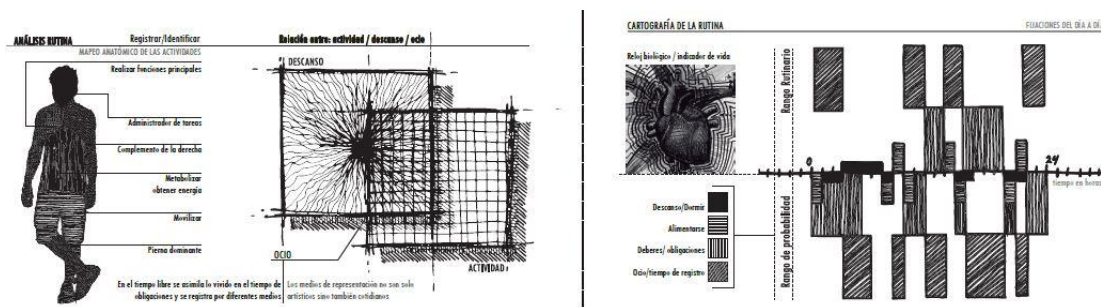 ANÁLISIS RUTINA
Registrar/Identificar
MAPEO ANATÓMICO DE LAS ACTIVIDADES
Realizar funciones principales
Administrador de tareas
Complemento de la derecha
Metabolizar
obtener energía
Movilizar
Pierna dominante
Relación entre: actividad / descanso / ocio
DESCANSO
OCIO
ACTIVIDAD
En el tiempo libre se asimila lo vivido en el tiempo de
obligaciones y se registra por diferentes medios
Los medios de representación no son solo
artísticos sino también cotidianos
CARTOGRAFÍA DE LA RUTINA
FIJACIONES DEL DÍA A DÍA
Reloj biológico / indicador de vida
Descanso/Dormir
Alimentarse
Deberes/ obligaciones
Ocio/tiempo de registro
Rango Rutinario
Rango de probabilidad
0
24
tiempo en horas